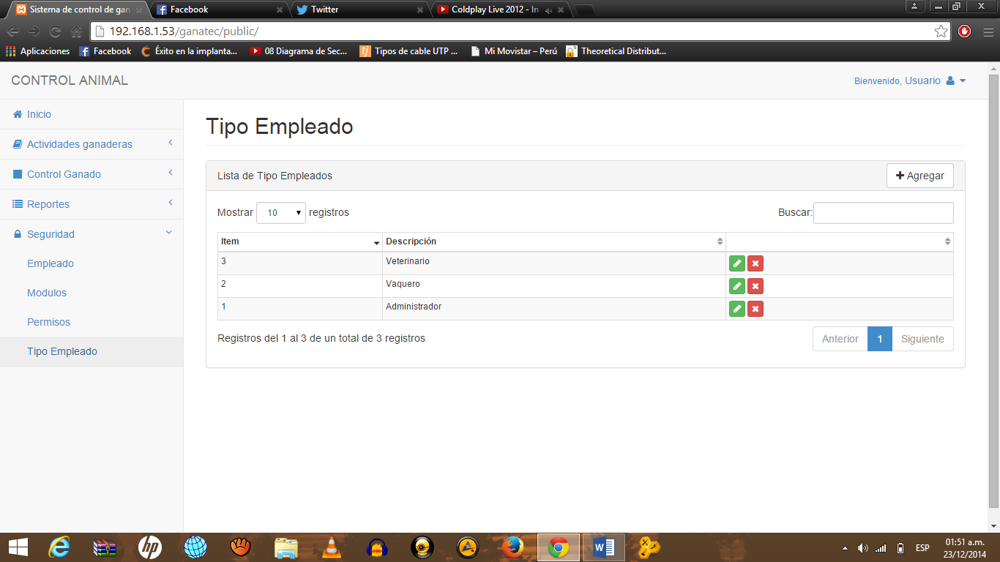 Sistema de control de gan
Facebook
Twitter
Coldplay Live 2012 - In
192.168.1.53/ganatec/public/
Aplicaciones
Facebook
Éxito en la implanta...
08 Diagrama de Sec...
Tipos de cable UTP ...
Mi Movistar – Perú
Theoretical Distribut...
CONTROL ANIMAL
Bienvenido, Usuario
Inicio
Actividades ganaderas
Control Ganado
Reportes
Seguridad
Empleado
Modulos
Permisos
Tipo Empleado
Tipo Empleado
Lista de Tipo Empleados
Agregar
Mostrar 10 registros
Buscar:
Item Descripción
3 Veterinario
2 Vaquero
1 Administrador
Registros del 1 al 3 de un total de 3 registros
Anterior 1 Siguiente
hp
W
ESP
01:51 a.m.
23/12/2014